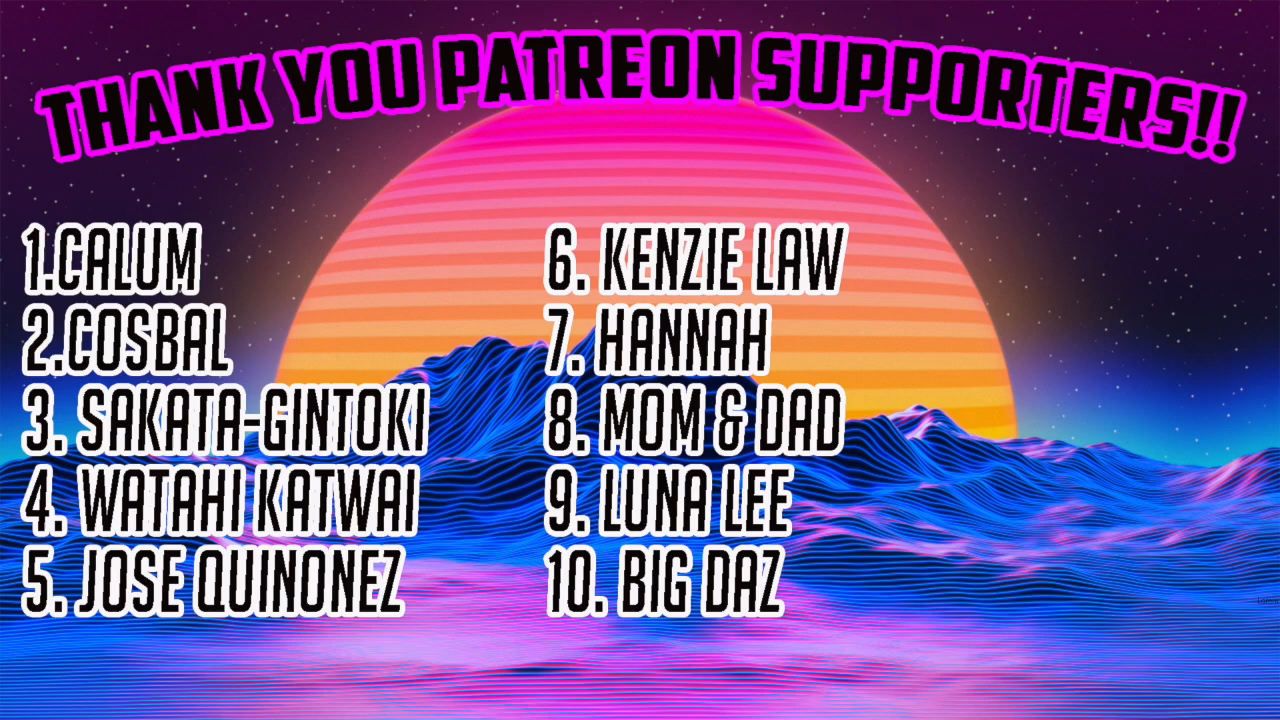 THANK YOU PATREON SUPPORTERS!!
1.CALUM
2.COSBAL
3. SAKATA-GINTOKI
4. WATAHI KATWAI
5. JOSE QUINONEZ
6. KENZIE LAW
7. HANNAH
8. MOM & DAD
9. LUNA LEE
10. BIG DAZ